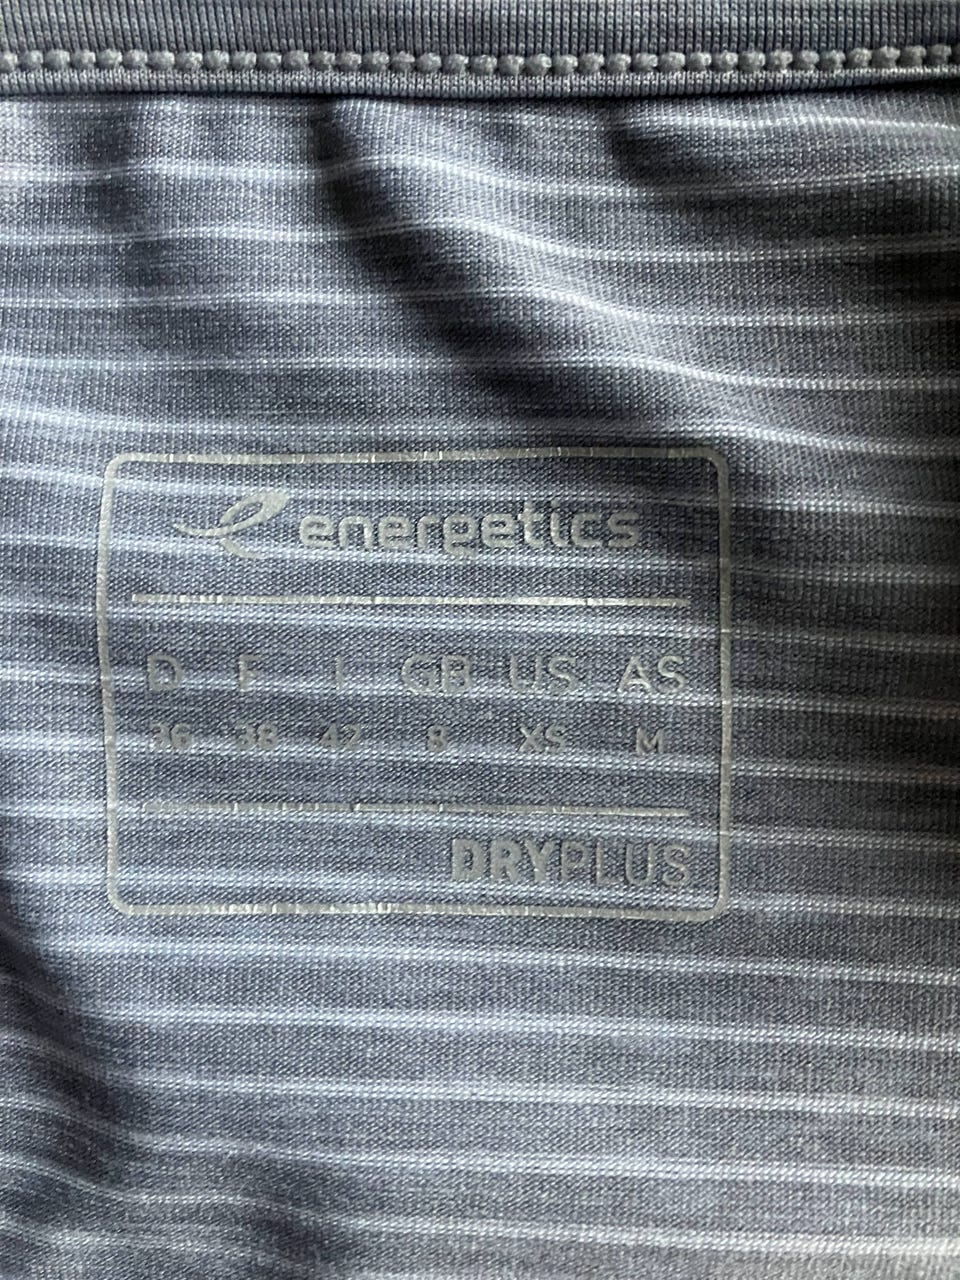 energetics
D F I GB US AS
36 38 42 8 XS M
DRYPLUS